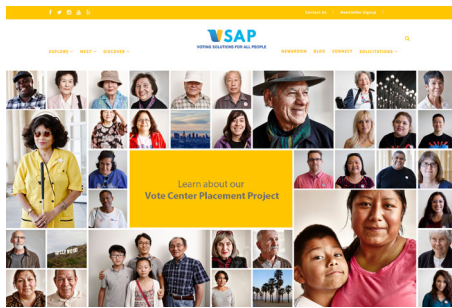 Contact Us
Newsletter Signup
VSAP
VOTING SOLUTIONS FOR ALL PEOPLE
EXPLORE
MEET
DISCOVER
NEWSROOM
BLOG
CONNECT
SOLICITATIONS
Learn about our
Vote Center Placement Project